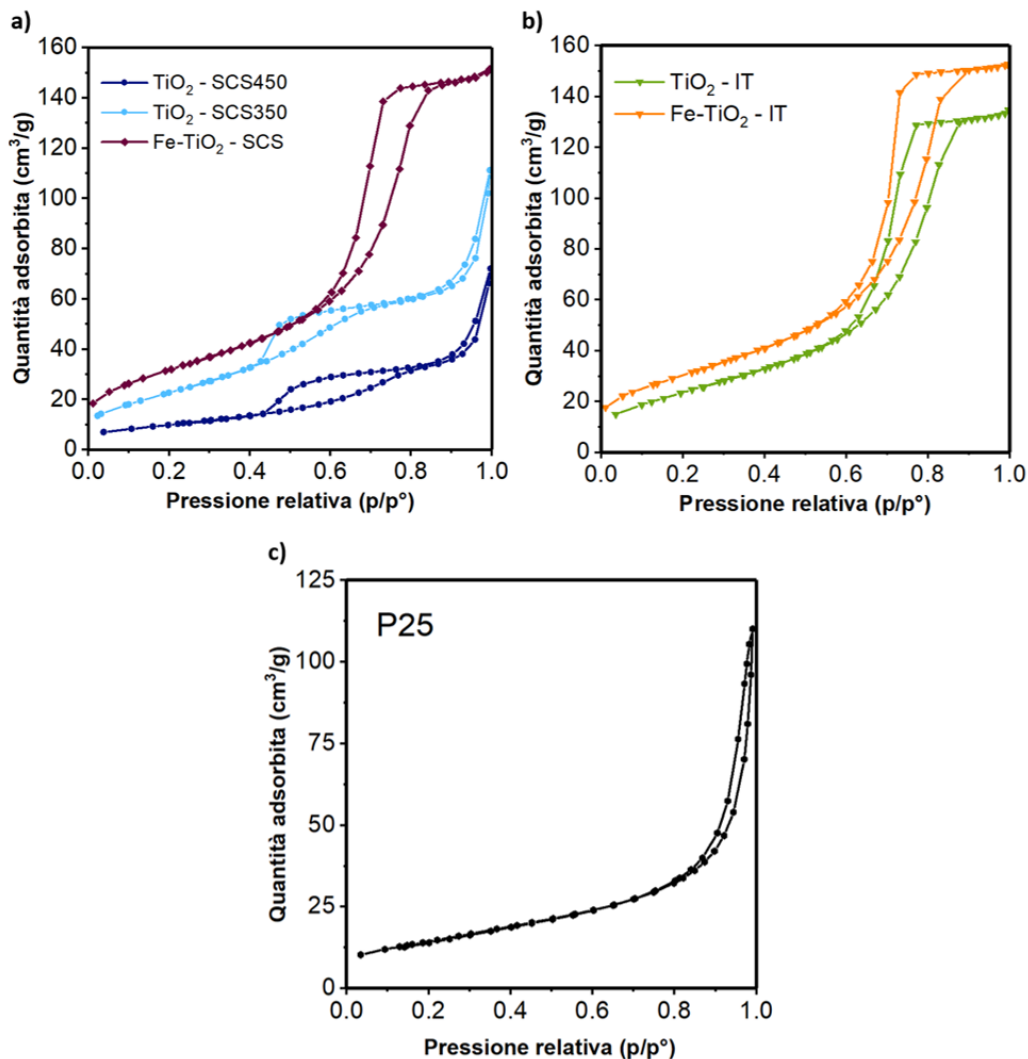 a)
160
140
120
100
80
60
40
20
0
0.0
0.2
0.4
0.6
0.8
1.0
Quantità adsorbita (cm³/g)
Pressione relativa (p/p°)
TiO₂ - SCS450
TiO₂ - SCS350
Fe-TiO₂ - SCS
b)
160
140
120
100
80
60
40
20
0
0.0
0.2
0.4
0.6
0.8
1.0
Quantità adsorbita (cm³/g)
Pressione relativa (p/p°)
TiO₂ - IT
Fe-TiO₂ - IT
c)
125
100
75
50
25
0
0.0
0.2
0.4
0.6
0.8
1.0
Quantità adsorbita (cm³/g)
Pressione relativa (p/p°)
P25